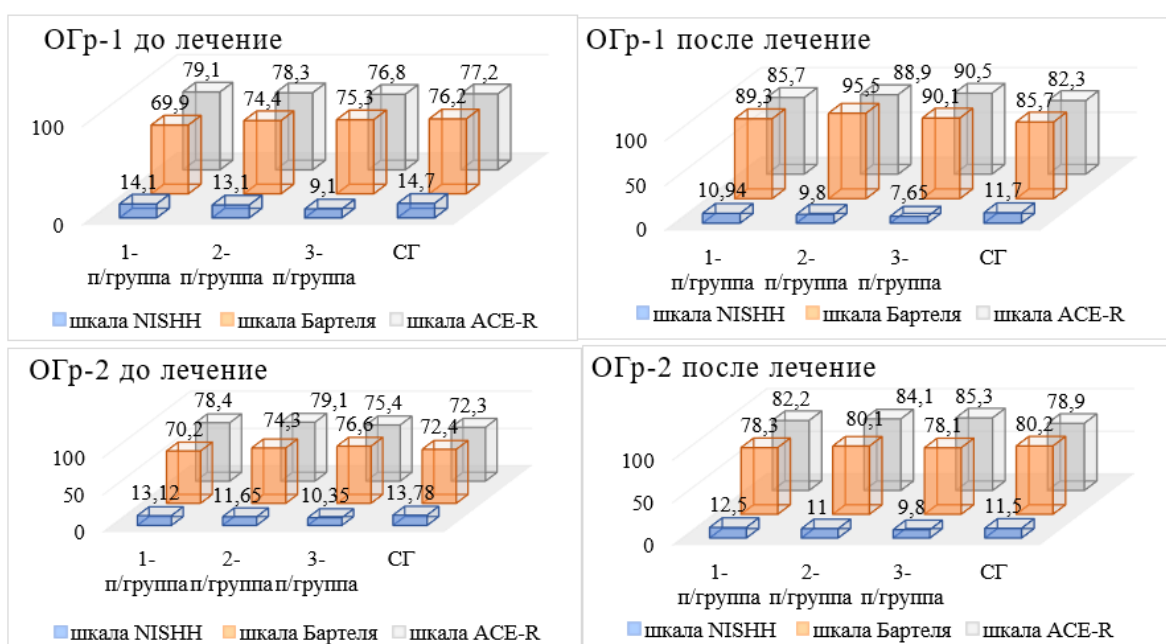 ОГр-1 до лечение
79,1 78,3 76,8 77,2
69,9 74,4 75,3 76,2
100
14,1 13,1 9,1 14,7
0
1- 2- 3- СГ
п/группа п/группа п/группа
шкала NISHH шкала Бартеля шкала ACE-R
ОГр-1 после лечение
85,7 88,9 90,5 82,3
89,3 95,5 90,1 85,7
100
50
10,94 9,8 7,65 11,7
0
1- 2- 3- СГ
п/группа п/группа п/группа
шкала NISHH шкала Бартеля шкала ACE-R
ОГр-2 до лечение
78,4 79,1 75,4 72,3
70,2 74,3 76,6 72,4
100
50
13,12 11,65 10,35 13,78
0
1- 2- 3- СГ
п/группа п/группа п/группа
шкала NISHH шкала Бартеля шкала ACE-R
ОГр-2 после лечение
82,2 84,1 85,3 78,9
78,3 80,1 78,1 80,2
100
50
12,5 11 9,8 11,5
0
1- 2- 3- СГ
п/группа п/группа п/группа
шкала NISHH шкала Бартеля шкала ACE-R